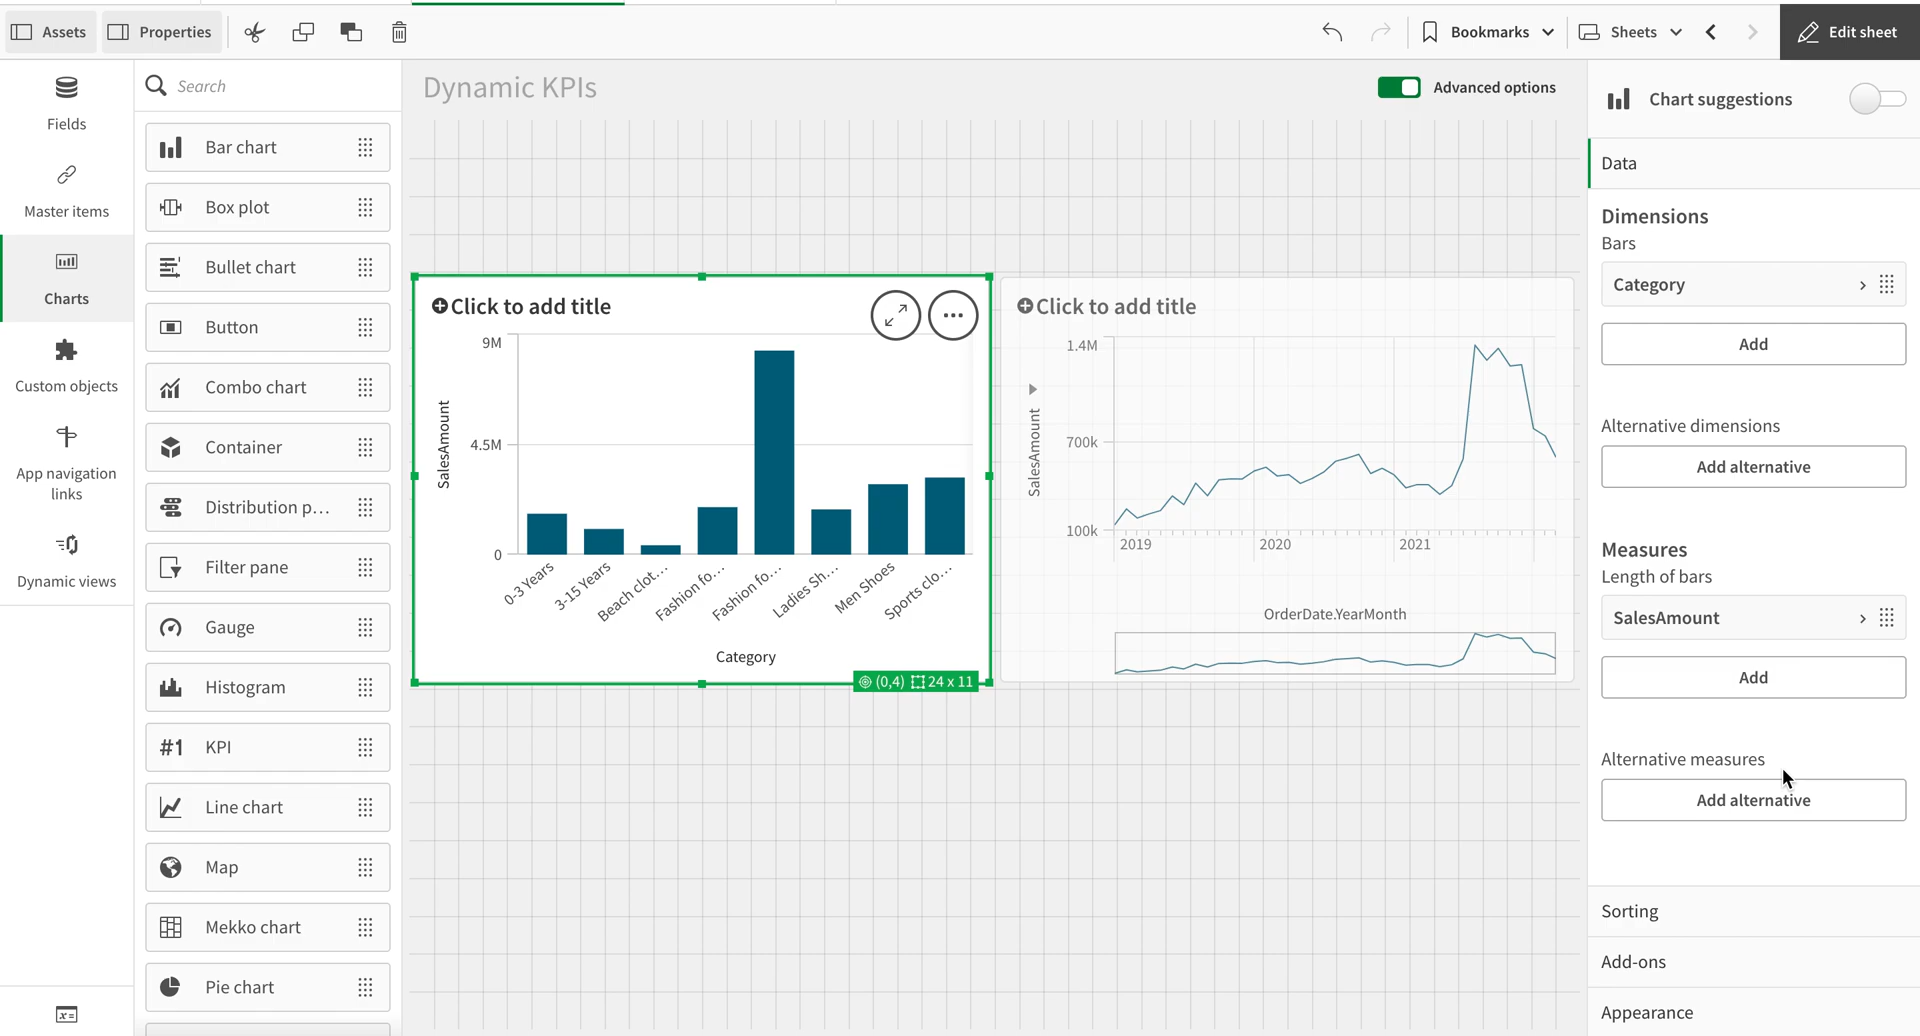 Assets
Properties
Bookmarks
Sheets
Edit sheet
Fields
Master items
Charts
Custom objects
App navigation
links
Dynamic views
Search
Bar chart
Box plot
Bullet chart
Button
Combo chart
Container
Distribution p...
Filter pane
Gauge
Histogram
#1 KPI
Line chart
Map
Mekko chart
Pie chart
Dynamic KPIs
Advanced options
Click to add title
9M
4.5M
0
SalesAmount
0-3 Years
3-15 Years
Beach clot...
Fashion fo...
Fashion fo...
Ladies Sh...
Men Shoes
Sports clo...
Category
(0,4) 24 x 11
Click to add title
1.4M
700k
100k
SalesAmount
2019
2020
2021
OrderDate.YearMonth
Chart suggestions
Data
Dimensions
Bars
Category
Add
Alternative dimensions
Add alternative
Measures
Length of bars
SalesAmount
Add
Alternative measures
Add alternative
Sorting
Add-ons
Appearance
x=